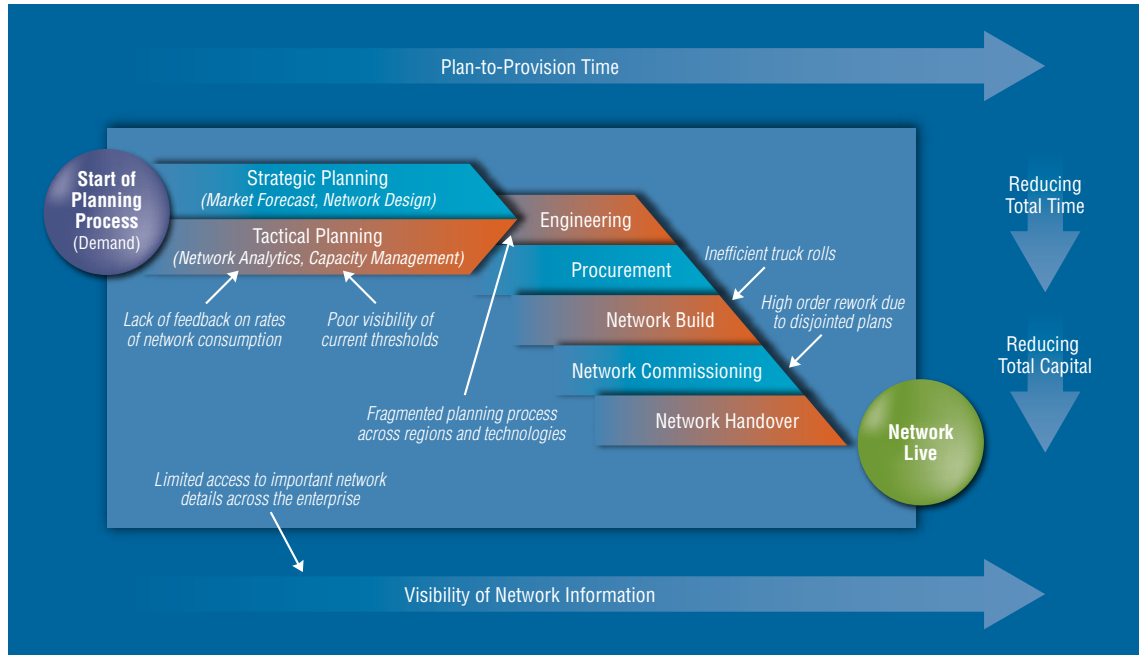 Plan-to-Provision Time
Start of
Planning
Process
(Demand)
Strategic Planning
(Market Forecast, Network Design)
Tactical Planning
(Network Analytics, Capacity Management)
Engineering
Procurement
Network Build
Network Commissioning
Network Handover
Lack of feedback on rates
of network consumption
Poor visibility of
current thresholds
Fragmented planning process
across regions and technologies
Inefficient truck rolls
High order rework due
to disjointed plans
Reducing
Total Time
Reducing
Total Capital
Network
Live
Limited access to important network
details across the enterprise
Visibility of Network Information